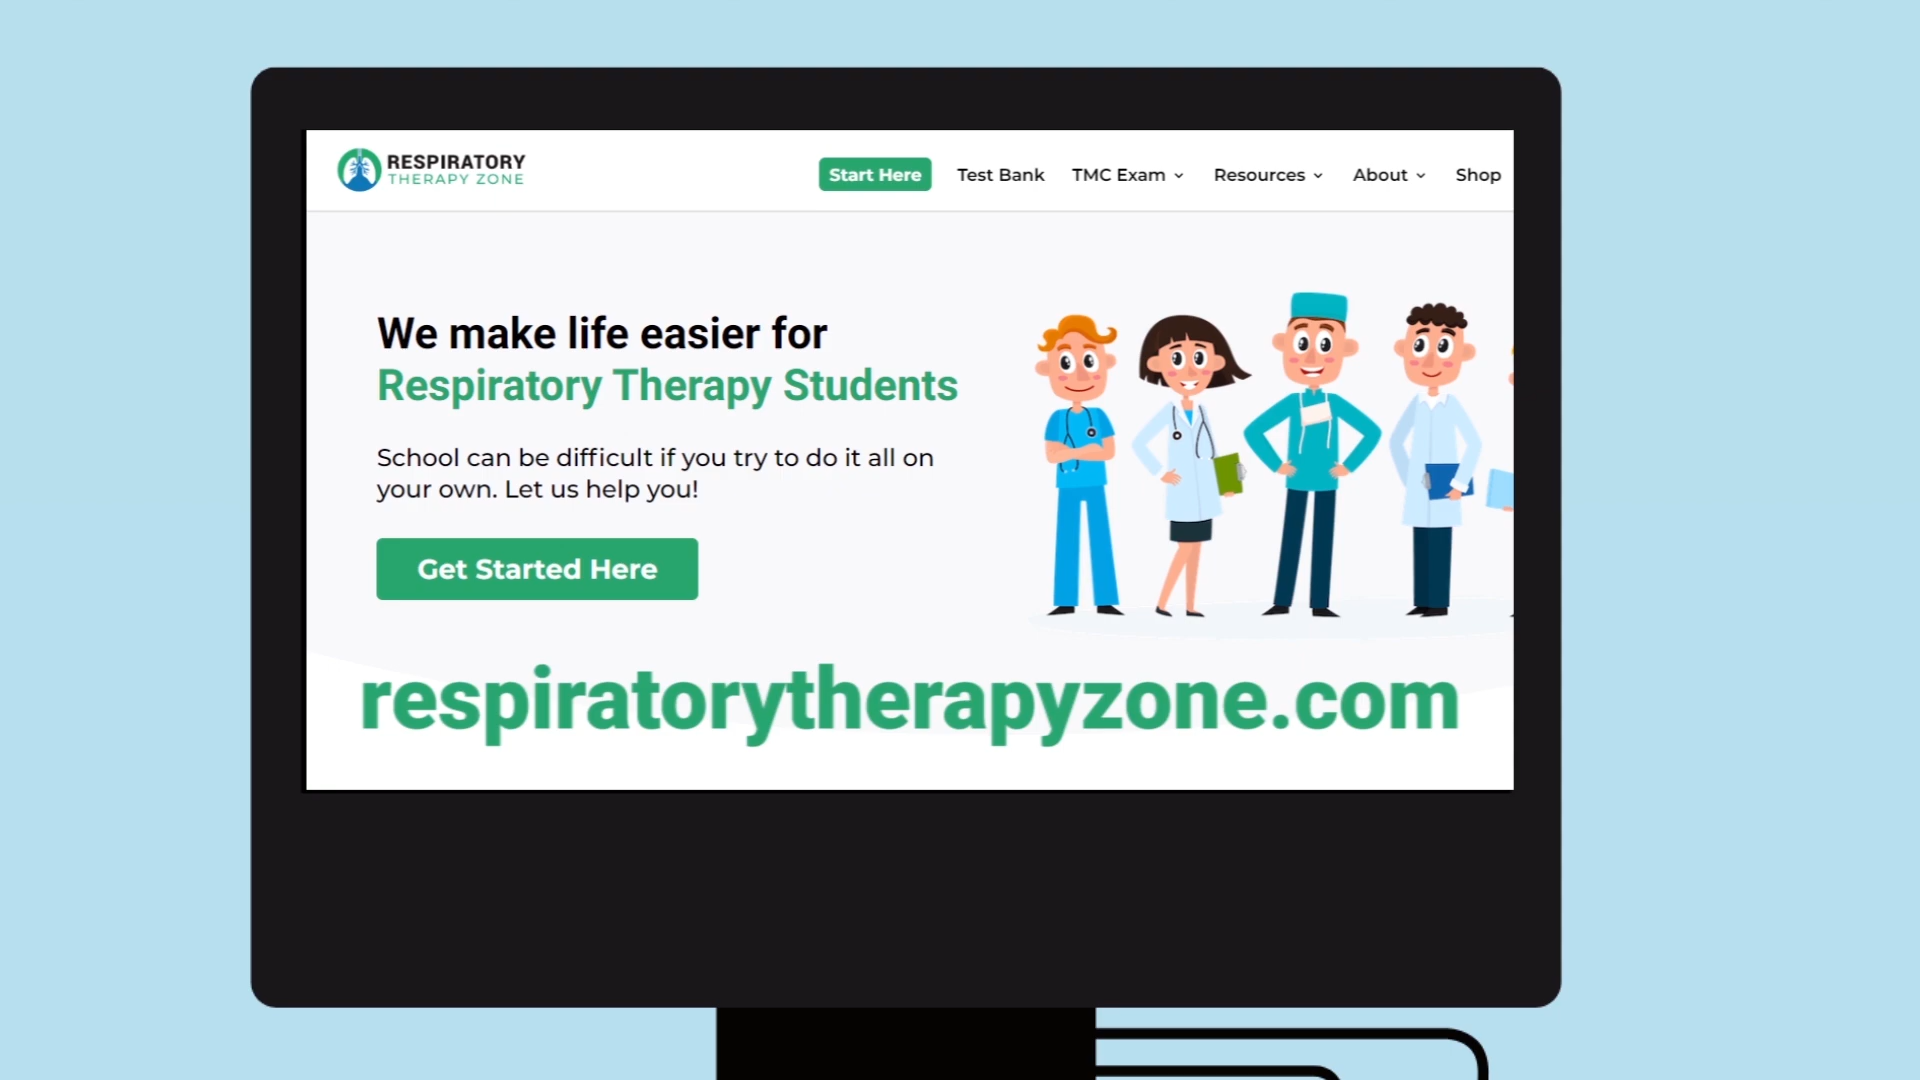 RESPIRATORY
THERAPY ZONE
Start Here
Test Bank
TMC Exam
Resources
About
Shop
We make life easier for
Respiratory Therapy Students
School can be difficult if you try to do it all on
your own. Let us help you!
Get Started Here
respiratorytherapyzone.com